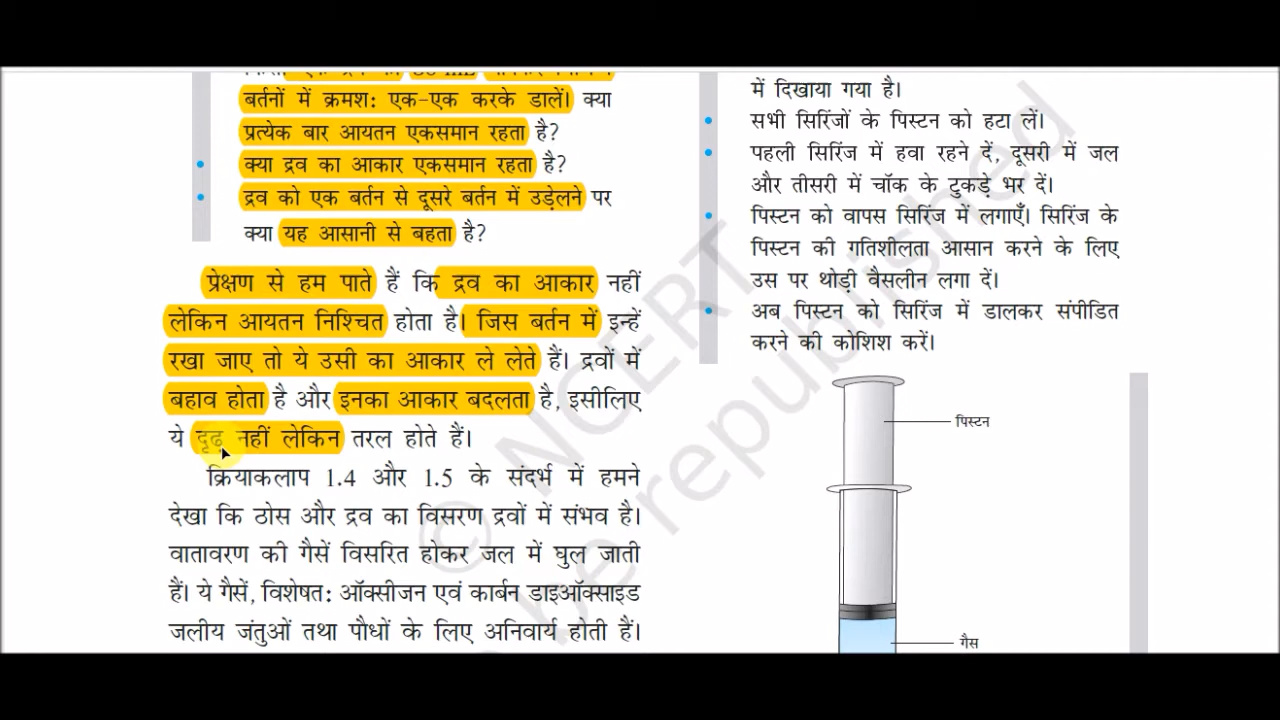 बर्तनों में क्रमश: एक-एक करके डालें। क्या
प्रत्येक बार आयतन एकसमान रहता है?
• क्या द्रव का आकार एकसमान रहता है?
• द्रव को एक बर्तन से दूसरे बर्तन में उड़ेलने पर
क्या यह आसानी से बहता है?
प्रेक्षण से हम पाते हैं कि द्रव का आकार नहीं
लेकिन आयतन निश्चित होता है। जिस बर्तन में इन्हें
रखा जाए तो ये उसी का आकार ले लेते हैं। द्रवों में
बहाव होता है और इनका आकार बदलता है, इसीलिए
ये दृढ़ नहीं लेकिन तरल होते हैं।
क्रियाकलाप 1.4 और 1.5 के संदर्भ में हमने
देखा कि ठोस और द्रव का विसरण द्रवों में संभव है।
वातावरण की गैसें विसरित होकर जल में घुल जाती
हैं। ये गैसें, विशेषत: ऑक्सीजन एवं कार्बन डाइऑक्साइड
जलीय जंतुओं तथा पौधों के लिए अनिवार्य होती हैं।
में दिखाया गया है।
• सभी सिरिंजों के पिस्टन को हटा लें।
• पहली सिरिंज में हवा रहने दें, दूसरी में जल
और तीसरी में चॉक के टुकड़े भर दें।
• पिस्टन को वापस सिरिंज में लगाएँ। सिरिंज के
पिस्टन की गतिशीलता आसान करने के लिए
उस पर थोड़ी वैसलीन लगा दें।
• अब पिस्टन को सिरिंज में डालकर संपीडित
करने की कोशिश करें।
पिस्टन
गैस
© NCERT
be republished